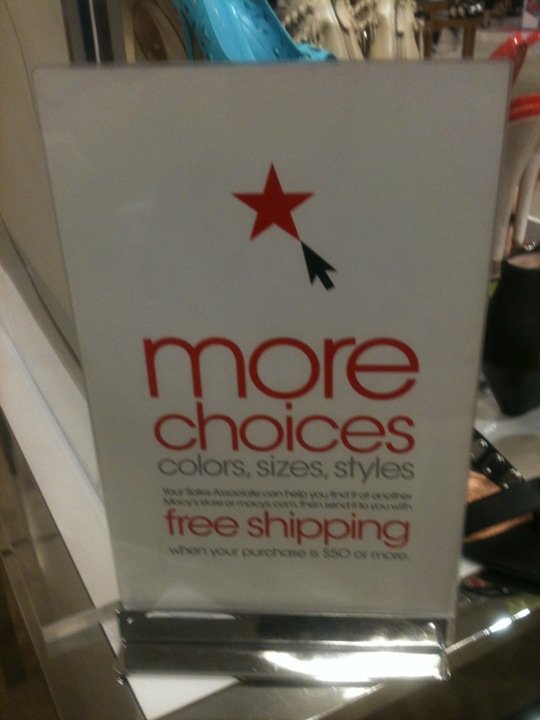 more
choices
colors, sizes, styles
Your Sales Associate can help you find it at another
Macy's store or macys.com, then send it to you with
free shipping
when your purchase is $50 or more.